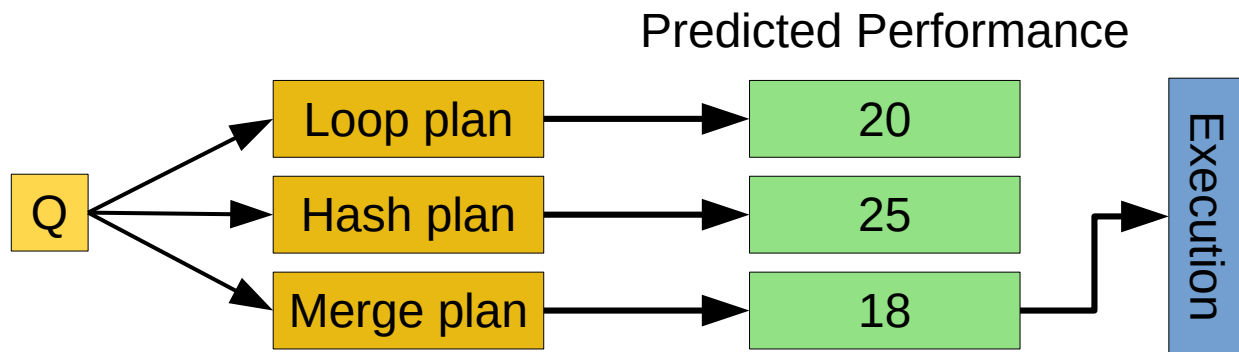 Predicted Performance
Q
Loop plan
20
Hash plan
25
Merge plan
18
Execution